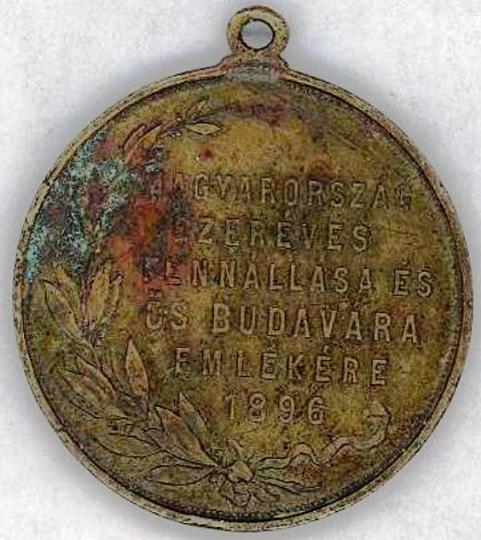 MAGYARORSZÁG
EZERÉVES
FENNÁLLÁSA ÉS
ŐS BUDAVÁRA
EMLÉKÉRE
1896